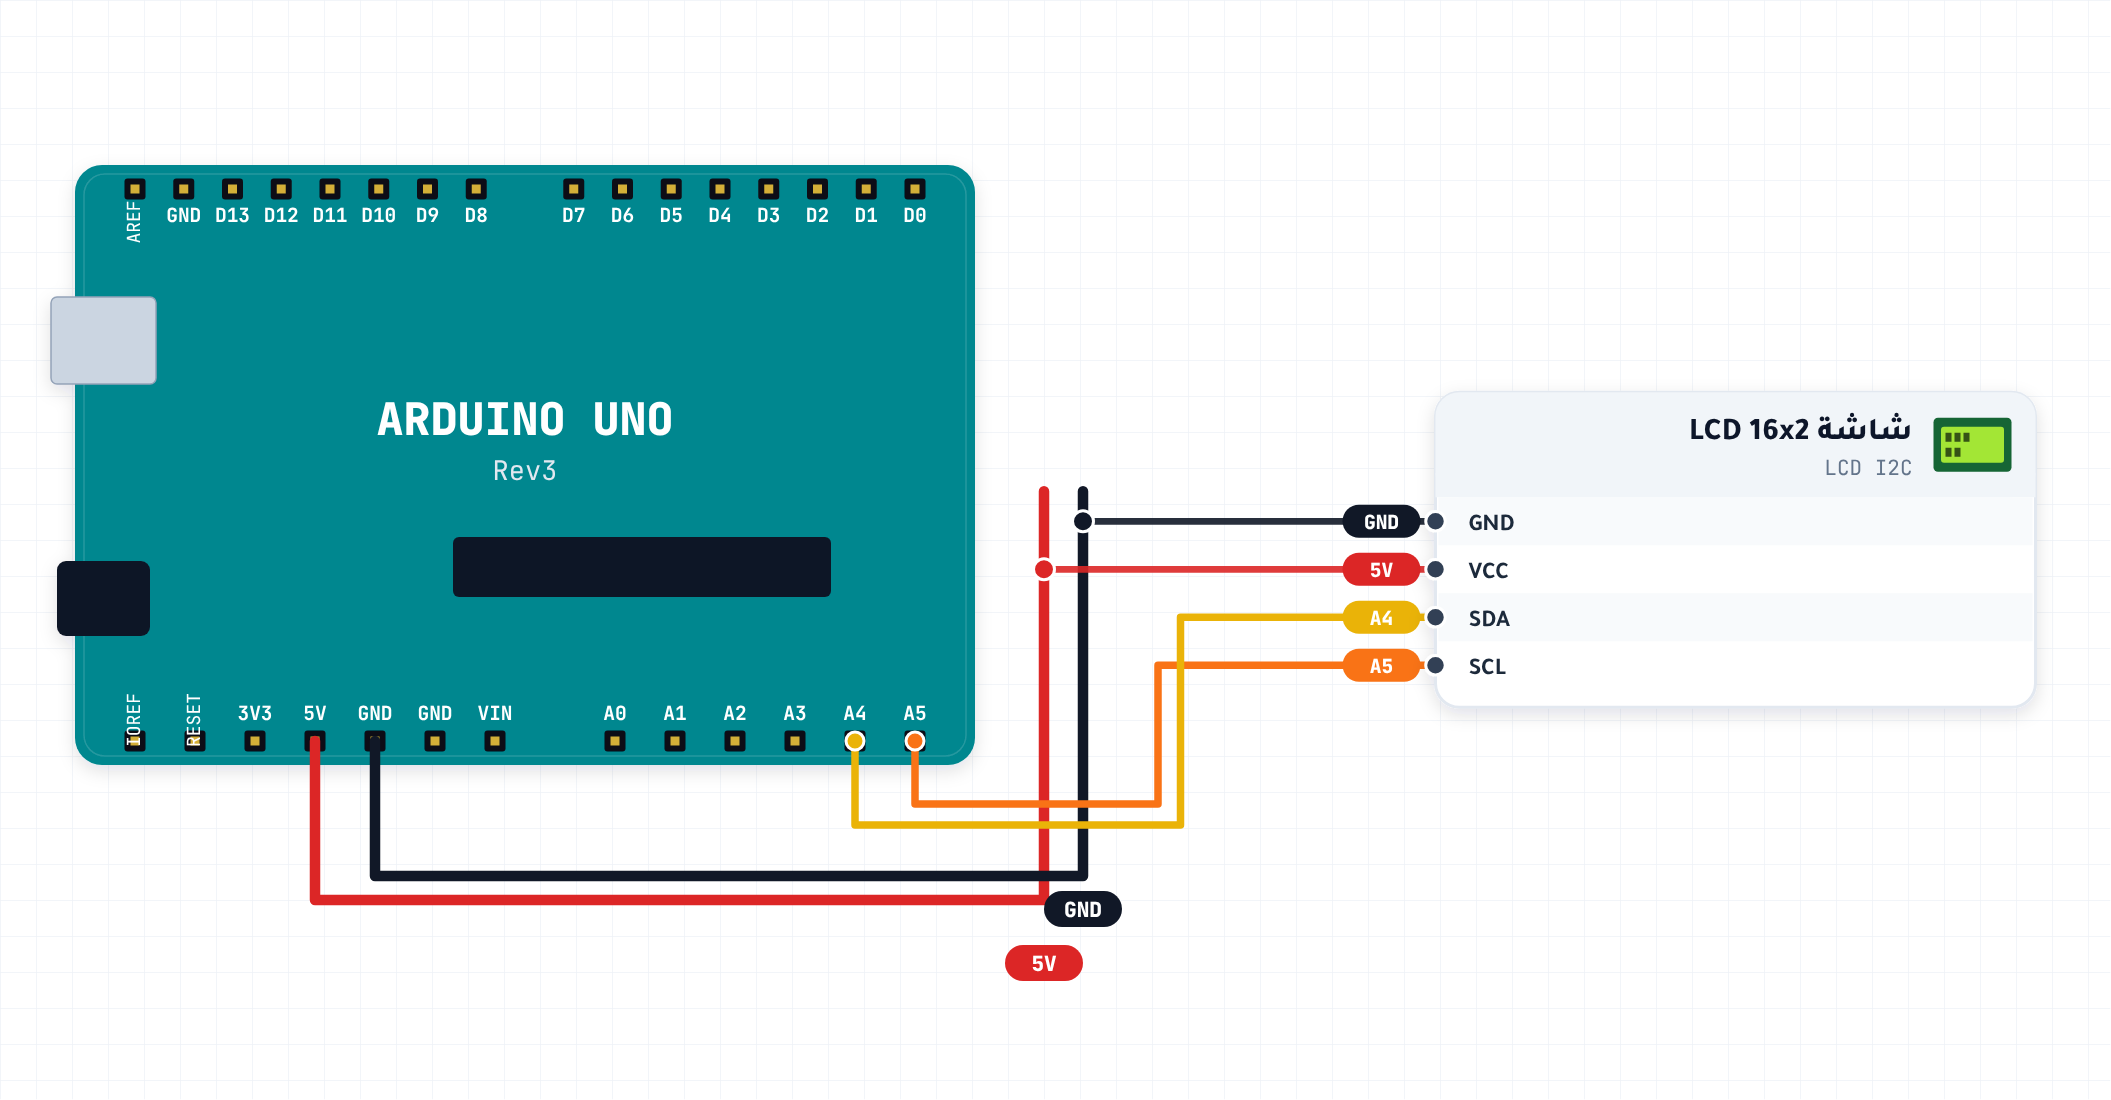 AREF GND D13 D12 D11 D10 D9 D8 D7 D6 D5 D4 D3 D2 D1 D0
ARDUINO UNO
Rev3
IOREF RESET 3V3 5V GND GND VIN A0 A1 A2 A3 A4 A5
GND
5V
شاشة LCD 16x2
LCD I2C
GND GND
5V VCC
A4 SDA
A5 SCL